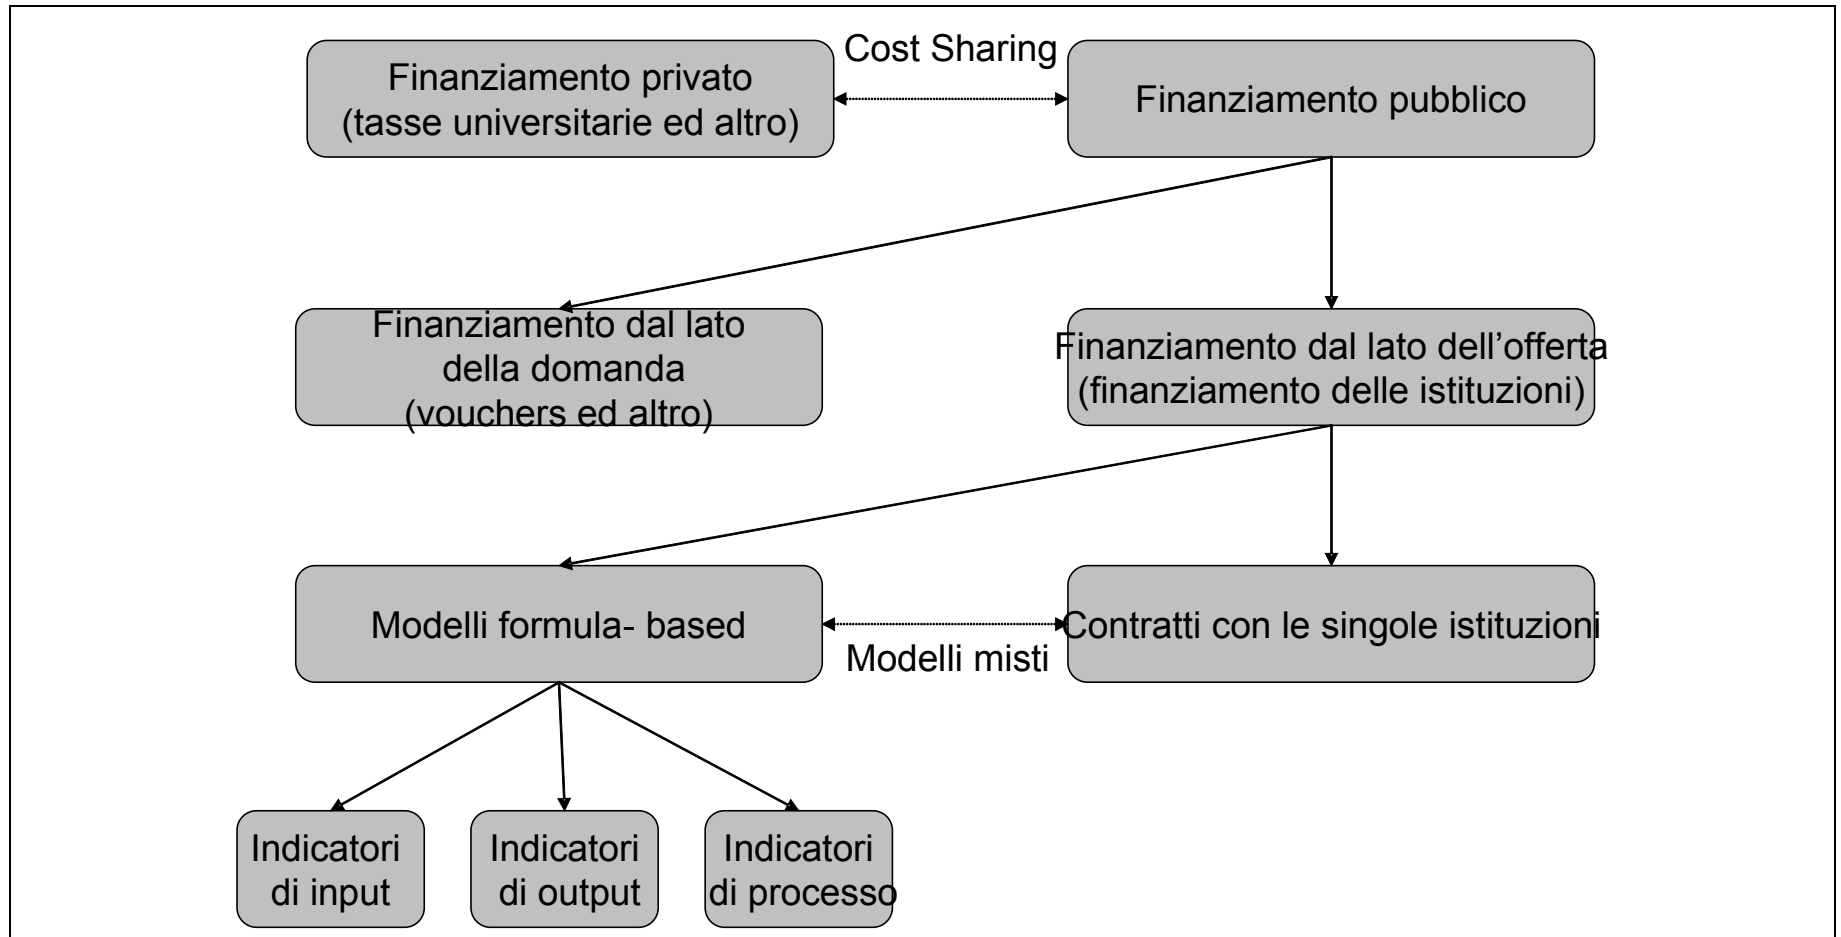 Cost Sharing
Finanziamento privato
(tasse universitarie ed altro)
Finanziamento pubblico
Finanziamento dal lato
della domanda
(vouchers ed altro)
Finanziamento dal lato dell’offerta
(finanziamento delle istituzioni)
Modelli formula- based
Contratti con le singole istituzioni
Modelli misti
Indicatori
di input
Indicatori
di output
Indicatori
di processo